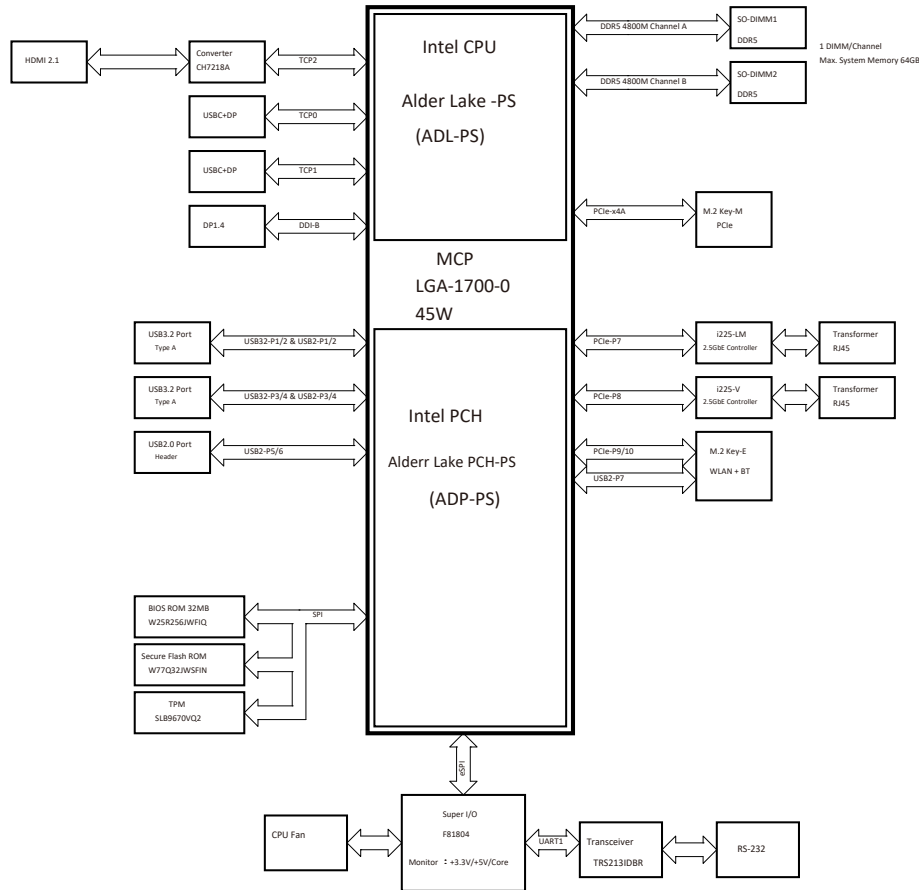 Intel CPU
Alder Lake -PS
(ADL-PS)
MCP
LGA-1700-0
45W
Intel PCH
Alderr Lake PCH-PS
(ADP-PS)
HDMI 2.1
Converter
CH7218A
TCP2
USBC+DP
TCP0
USBC+DP
TCP1
DP1.4
DDI-B
USB3.2 Port
Type A
USB32-P1/2 & USB2-P1/2
USB3.2 Port
Type A
USB32-P3/4 & USB2-P3/4
USB2.0 Port
Header
USB2-P5/6
BIOS ROM 32MB
W25R256JWFIQ
SPI
Secure Flash ROM
W77Q32JWSFIN
TPM
SLB9670VQ2
DDR5 4800M Channel A
SO-DIMM1
DDR5
1 DIMM/Channel
Max. System Memory 64GB
DDR5 4800M Channel B
SO-DIMM2
DDR5
PCIe-x4A
M.2 Key-M
PCIe
PCIe-P7
i225-LM
2.5GbE Controller
Transformer
RJ45
PCIe-P8
i225-V
2.5GbE Controller
Transformer
RJ45
PCIe-P9/10
USB2-P7
M.2 Key-E
WLAN + BT
eSPI
CPU Fan
Super I/O
F81804
Monitor : +3.3V/+5V/Core
UART1
Transceiver
TRS213IDBR
RS-232